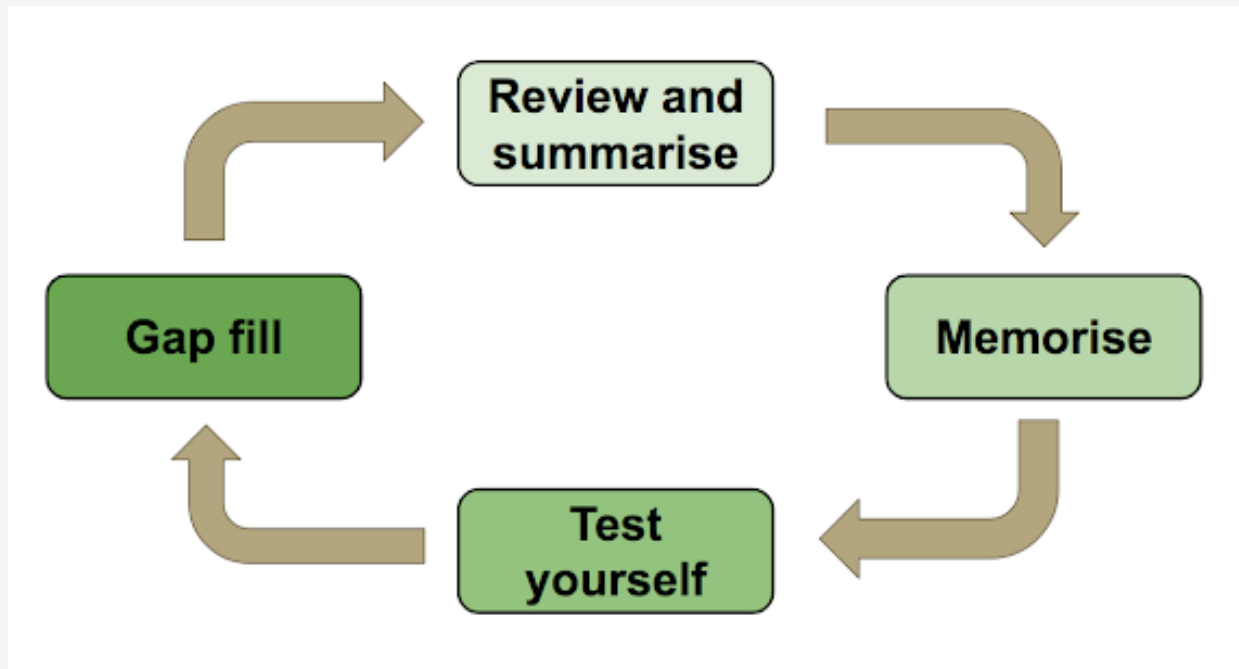 Review and
summarise
Gap fill
Memorise
Test
yourself